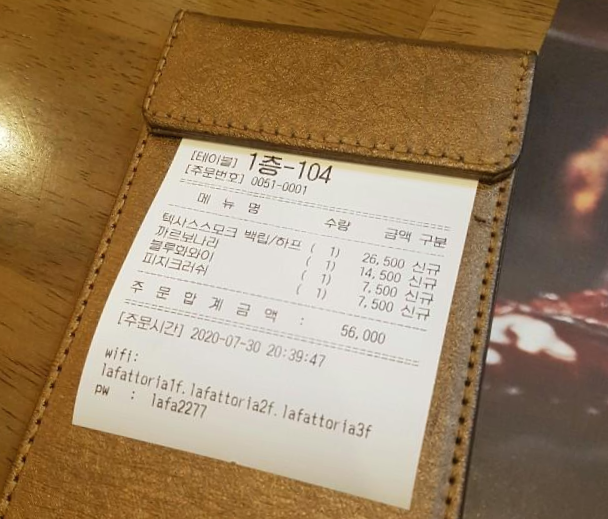 [테이블] 1층-104
[주문번호] 0051-0001
메 뉴 명 수량 금액 구분
텍사스스모크 백립/하프 ( 1) 26,500 신규
까르보나라 ( 1) 14,500 신규
블루화와이 ( 1) 7,500 신규
피치크러쉬 ( 1) 7,500 신규
주 문 합 계 금 액 : 56,000
[주문시간] 2020-07-30 20:39:47
wifi:
lafattoria1f.lafattoria2f.lafattoria3f
pw : lafa2277